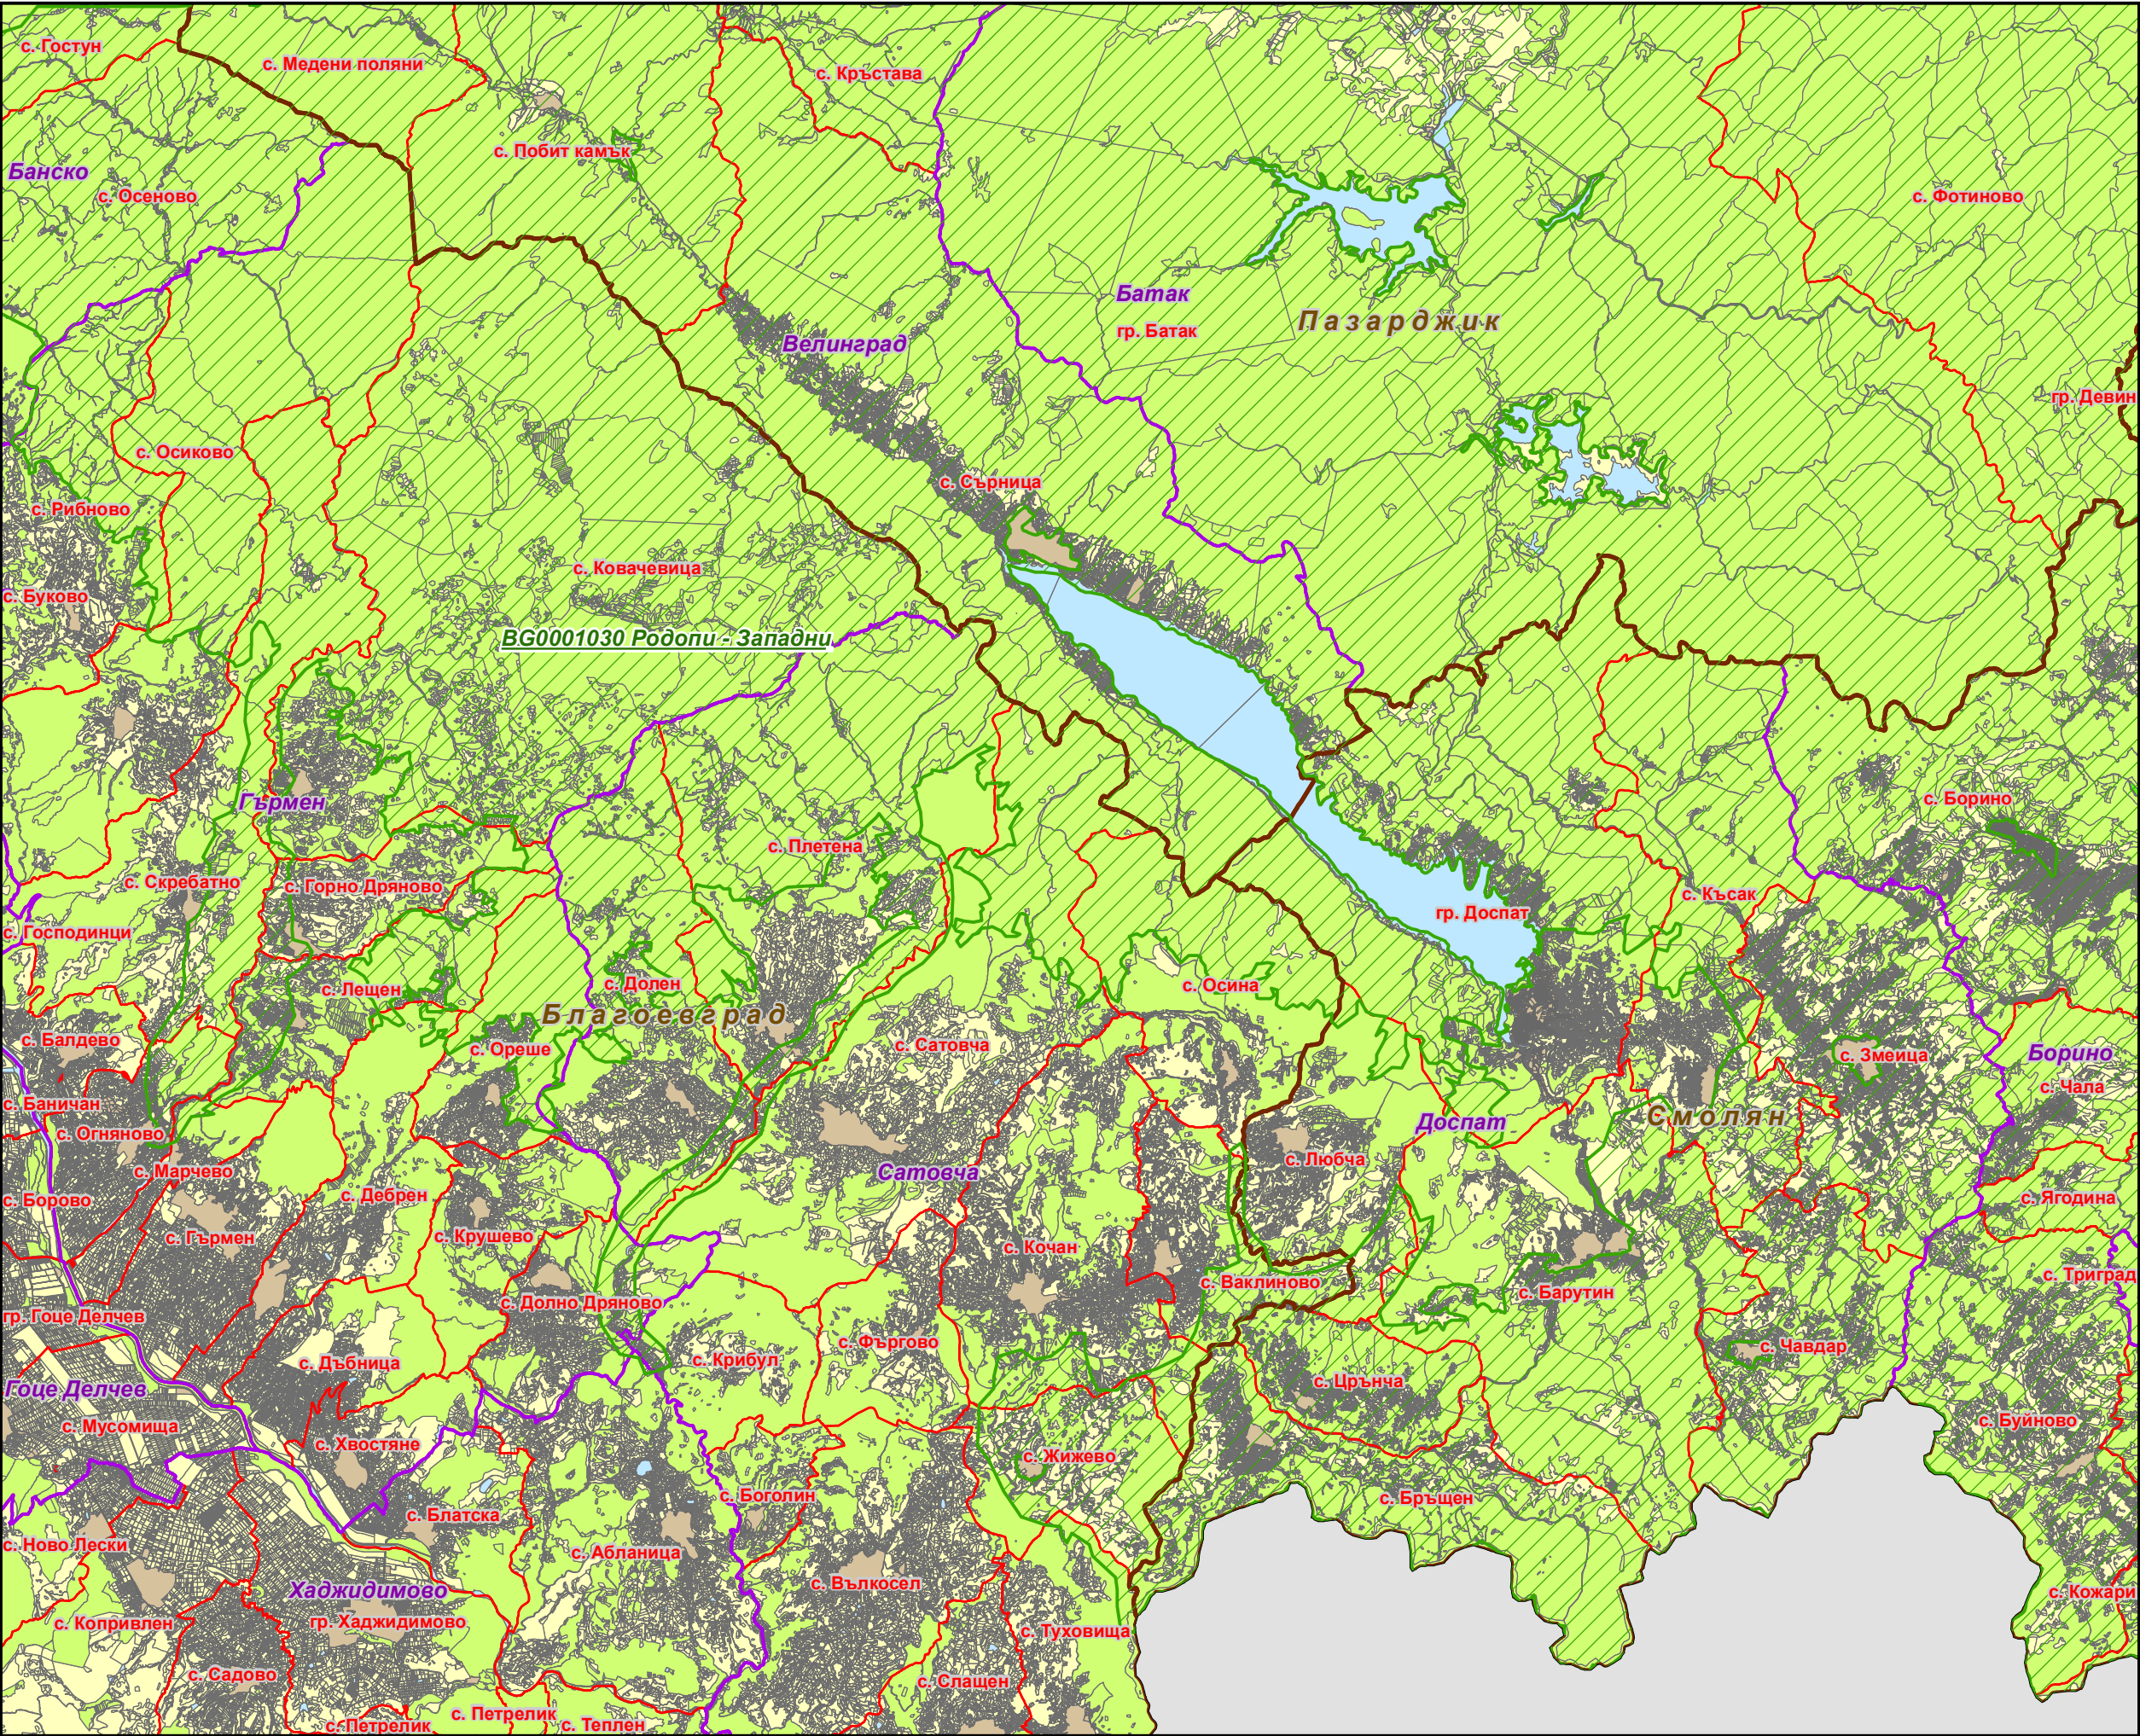 с. Гостун
с. Медени поляни
с. Кръстава
с. Побит камък
Банско
с. Осеново
с. Фотиново
Батак
Пазарджик
гр. Батак
Велинград
гр. Девин
с. Осиково
с. Сърница
с. Рибново
с. Ковачевица
с. Буково
BG0001030 Родопи - Западни
Гърмен
с. Борино
с. Плетена
с. Скребатно
с. Горно Дряново
с. Късак
гр. Доспат
с. Господинци
с. Лещен
с. Долен
с. Осина
Благоевград
с. Балдево
с. Ореше
с. Сатовча
с. Змеица
Борино
с. Чала
с. Баничан
Доспат
Смолян
с. Огняново
с. Марчево
Сатовча
с. Любча
с. Борово
с. Дебрен
с. Ягодина
с. Гърмен
с. Крушево
с. Кочан
с. Ваклиново
с. Триград
с. Долно Дряново
с. Барутин
гр. Гоце Делчев
с. Фъргово
с. Чавдар
с. Дъбница
с. Крибул
Гоце Делчев
с. Црънча
с. Мусомища
с. Буйново
с. Хвостяне
с. Жижево
с. Боголин
с. Бръщен
с. Блатска
с. Ново Лески
с. Абланица
с. Вълкосел
Хаджидимово
с. Кожари
с. Копривлен
гр. Хаджидимово
с. Туховища
с. Садово
с. Слащен
с. Петрелик
с. Петрелик
с. Теплен